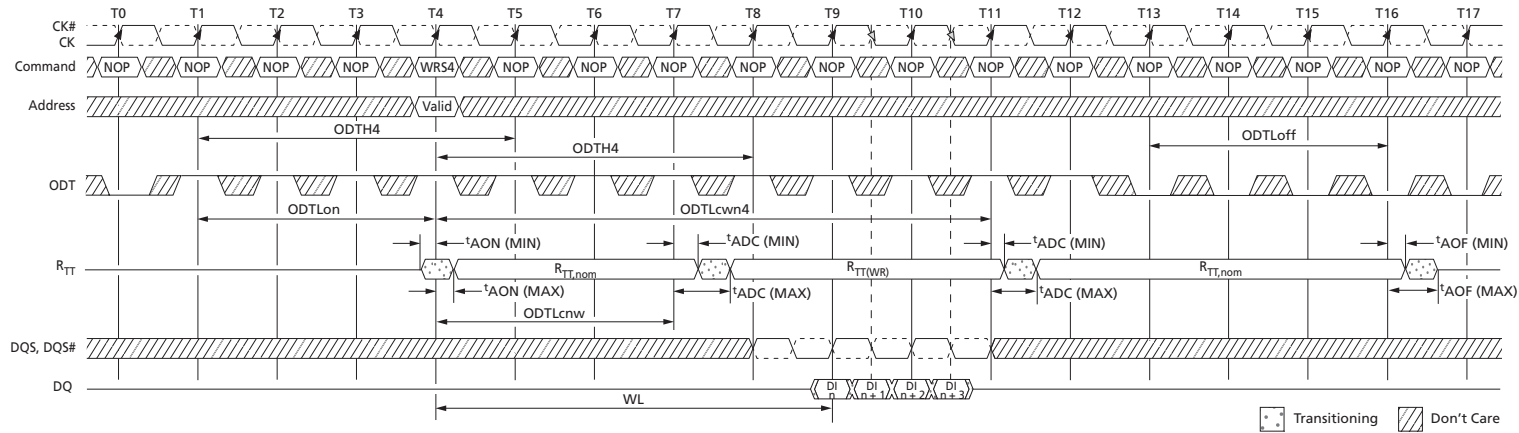 T0 T1 T2 T3 T4 T5 T6 T7 T8 T9 T10 T11 T12 T13 T14 T15 T16 T17
CK#
CK
Command NOP NOP NOP NOP WRS4 NOP NOP NOP NOP NOP NOP NOP NOP NOP NOP NOP NOP NOP
Address Valid
ODTH4 ODTLoff
ODTH4
ODT
ODTLon ODTLcwn4
tAON (MIN) tADC (MIN) tADC (MIN) tAOF (MIN)
RTT RTT,nom RTT(WR) RTT,nom
tAON (MAX) tADC (MAX) tADC (MAX) tAOF (MAX)
ODTLcnw
DQS, DQS#
DQ DI n DI n + 1 DI n + 2 DI n + 3
WL
Transitioning Don't Care